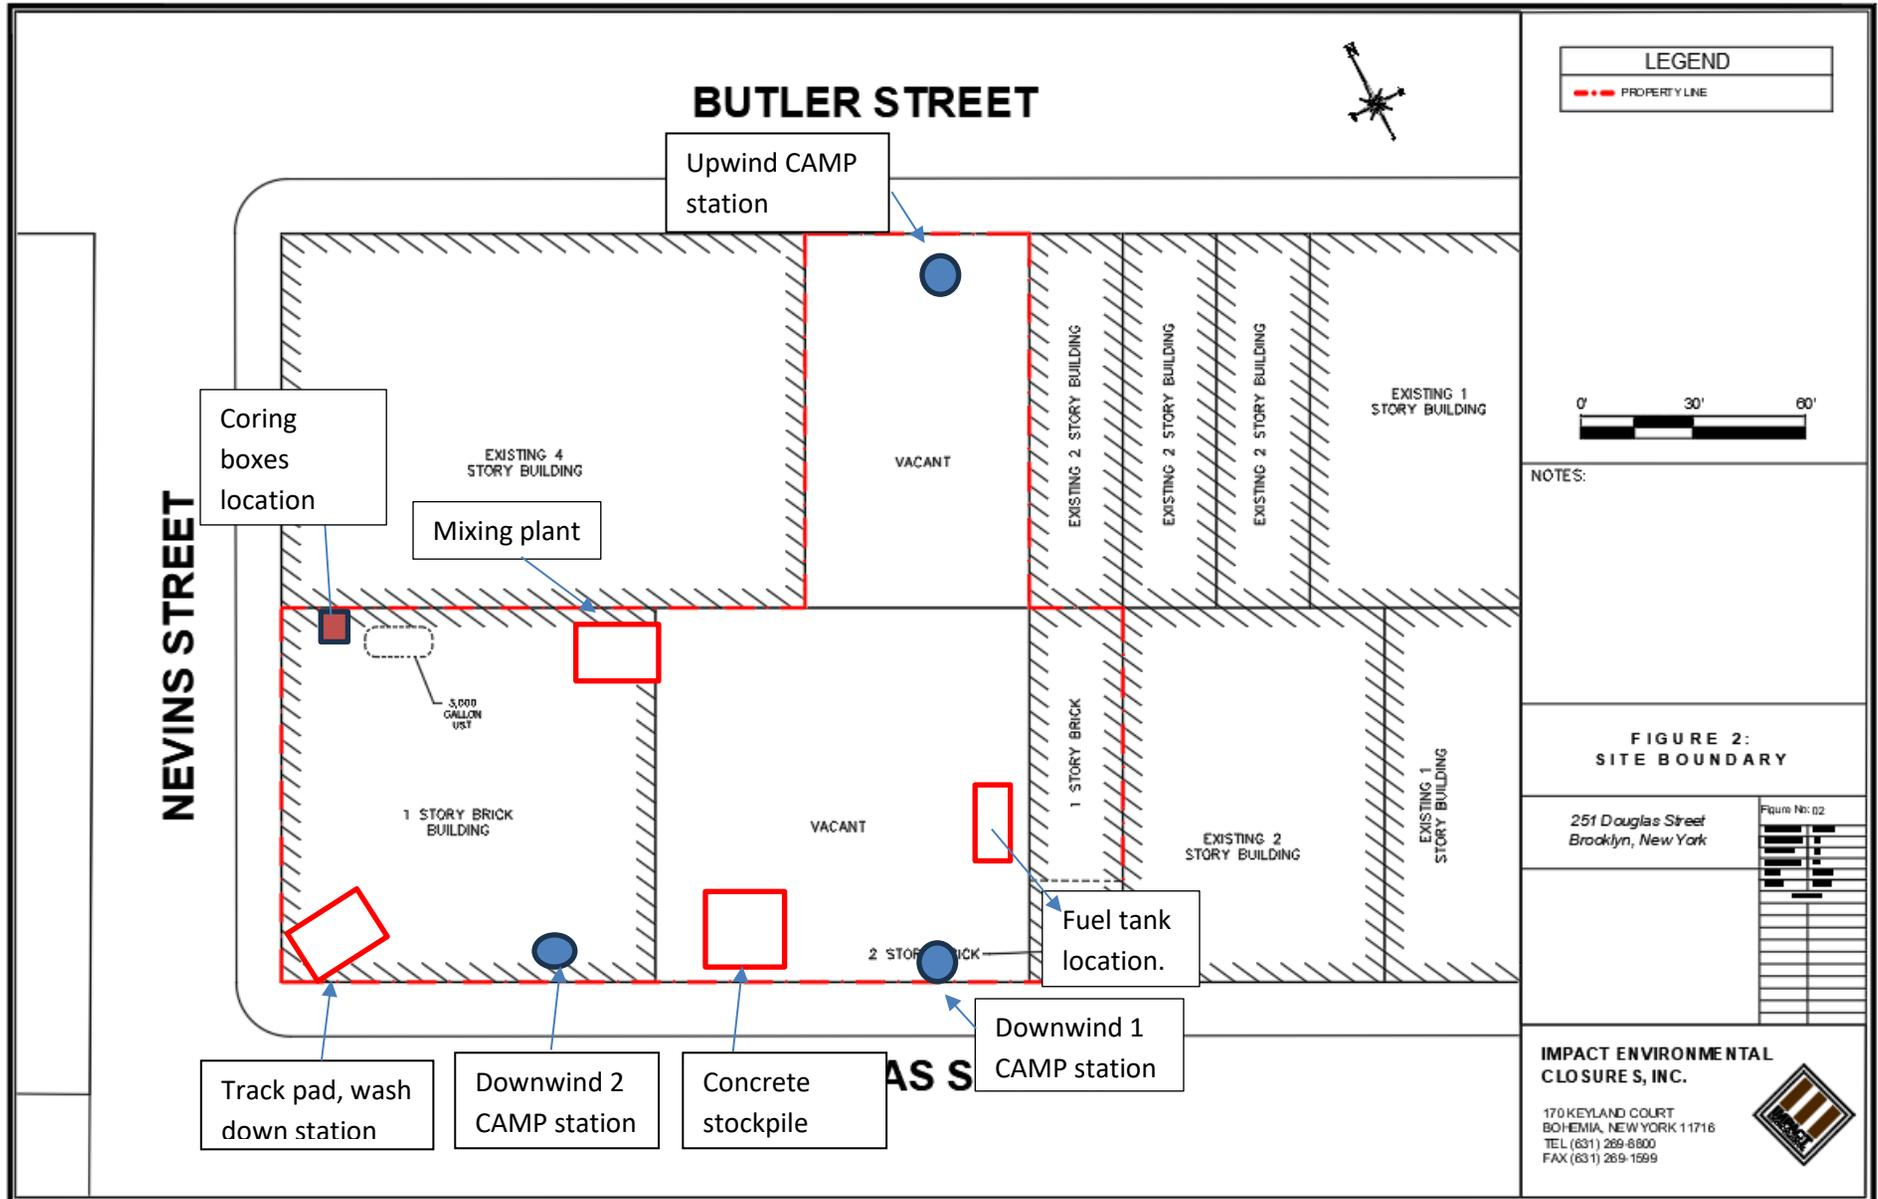 BUTLER STREET
N
Upwind CAMP
station
LEGEND
PROPERTY LINE
0' 30' 60'
NOTES:
Coring
boxes
location
EXISTING 4
STORY BUILDING
Mixing plant
VACANT
EXISTING 2 STORY BUILDING
EXISTING 2 STORY BUILDING
EXISTING 2 STORY BUILDING
EXISTING 1
STORY BUILDING
NEVINS STREET
GALLON
UST
1 STORY BRICK
BUILDING
VACANT
1 STORY BRICK
EXISTING 2
STORY BUILDING
EXISTING 1
STORY BUILDING
2 STOR ICK
Fuel tank
location.
Track pad, wash
down station
Downwind 2
CAMP station
Concrete
stockpile
AS S
Downwind 1
CAMP station
FIGURE 2:
SITE BOUNDARY
251 Douglas Street
Brooklyn, New York
Figure No: 02
IMPACT ENVIRONMENTAL
CLOSURES, INC.
170 KEYLAND COURT
BOHEMIA, NEW YORK 11716
TEL (631) 269-8800
FAX (631) 269-1599
IMPACT